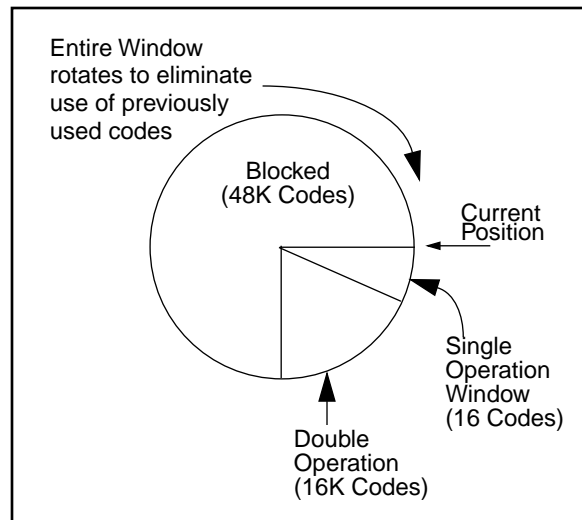 Entire Window
rotates to eliminate
use of previously
used codes
Blocked
(48K Codes)
Current
Position
Single
Operation
Window
(16 Codes)
Double
Operation
(16K Codes)